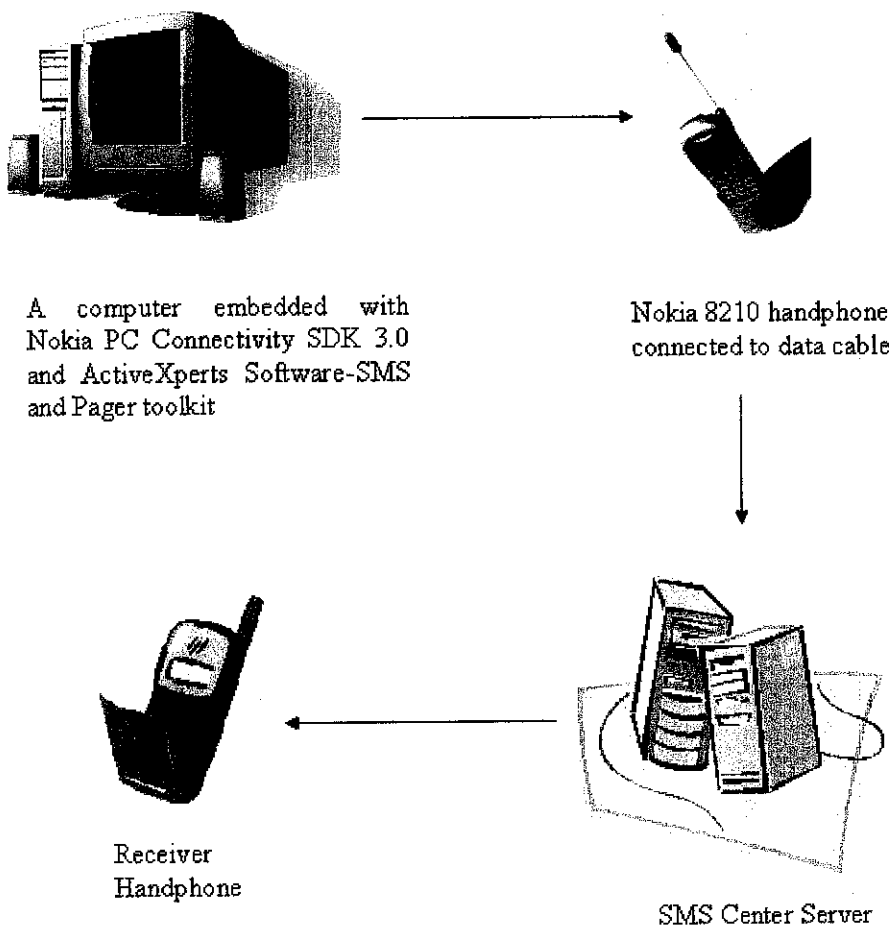 A computer embedded with
Nokia PC Connectivity SDK 3.0
and ActiveXperts Software-SMS
and Pager toolkit
Nokia 8210 handphone
connected to data cable
Receiver
Handphone
SMS Center Server